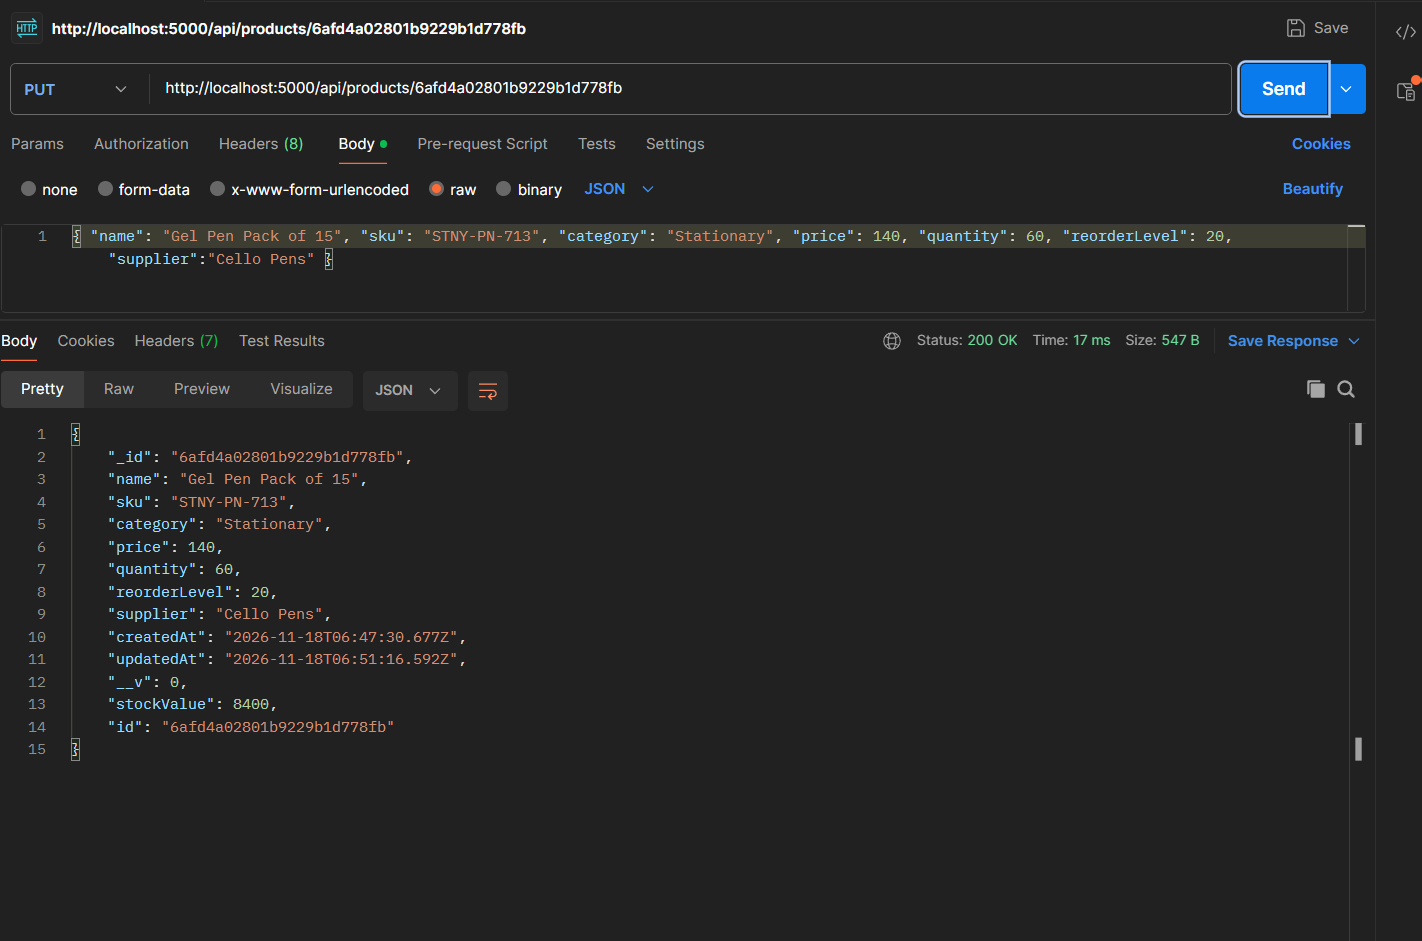 HTTP http://localhost:5000/api/products/6afd4a02801b9229b1d778fb Save
PUT http://localhost:5000/api/products/6afd4a02801b9229b1d778fb Send
Params Authorization Headers (8) Body Pre-request Script Tests Settings Cookies
none form-data x-www-form-urlencoded raw binary JSON Beautify
1 { "name": "Gel Pen Pack of 15", "sku": "STNY-PN-713", "category": "Stationary", "price": 140, "quantity": 60, "reorderLevel": 20,
"supplier":"Cello Pens" }
Body Cookies Headers (7) Test Results Status: 200 OK Time: 17 ms Size: 547 B Save Response
Pretty Raw Preview Visualize JSON
1 {
2 "_id": "6afd4a02801b9229b1d778fb",
3 "name": "Gel Pen Pack of 15",
4 "sku": "STNY-PN-713",
5 "category": "Stationary",
6 "price": 140,
7 "quantity": 60,
8 "reorderLevel": 20,
9 "supplier": "Cello Pens",
10 "createdAt": "2026-11-18T06:47:30.677Z",
11 "updatedAt": "2026-11-18T06:51:16.592Z",
12 "__v": 0,
13 "stockValue": 8400,
14 "id": "6afd4a02801b9229b1d778fb"
15 }